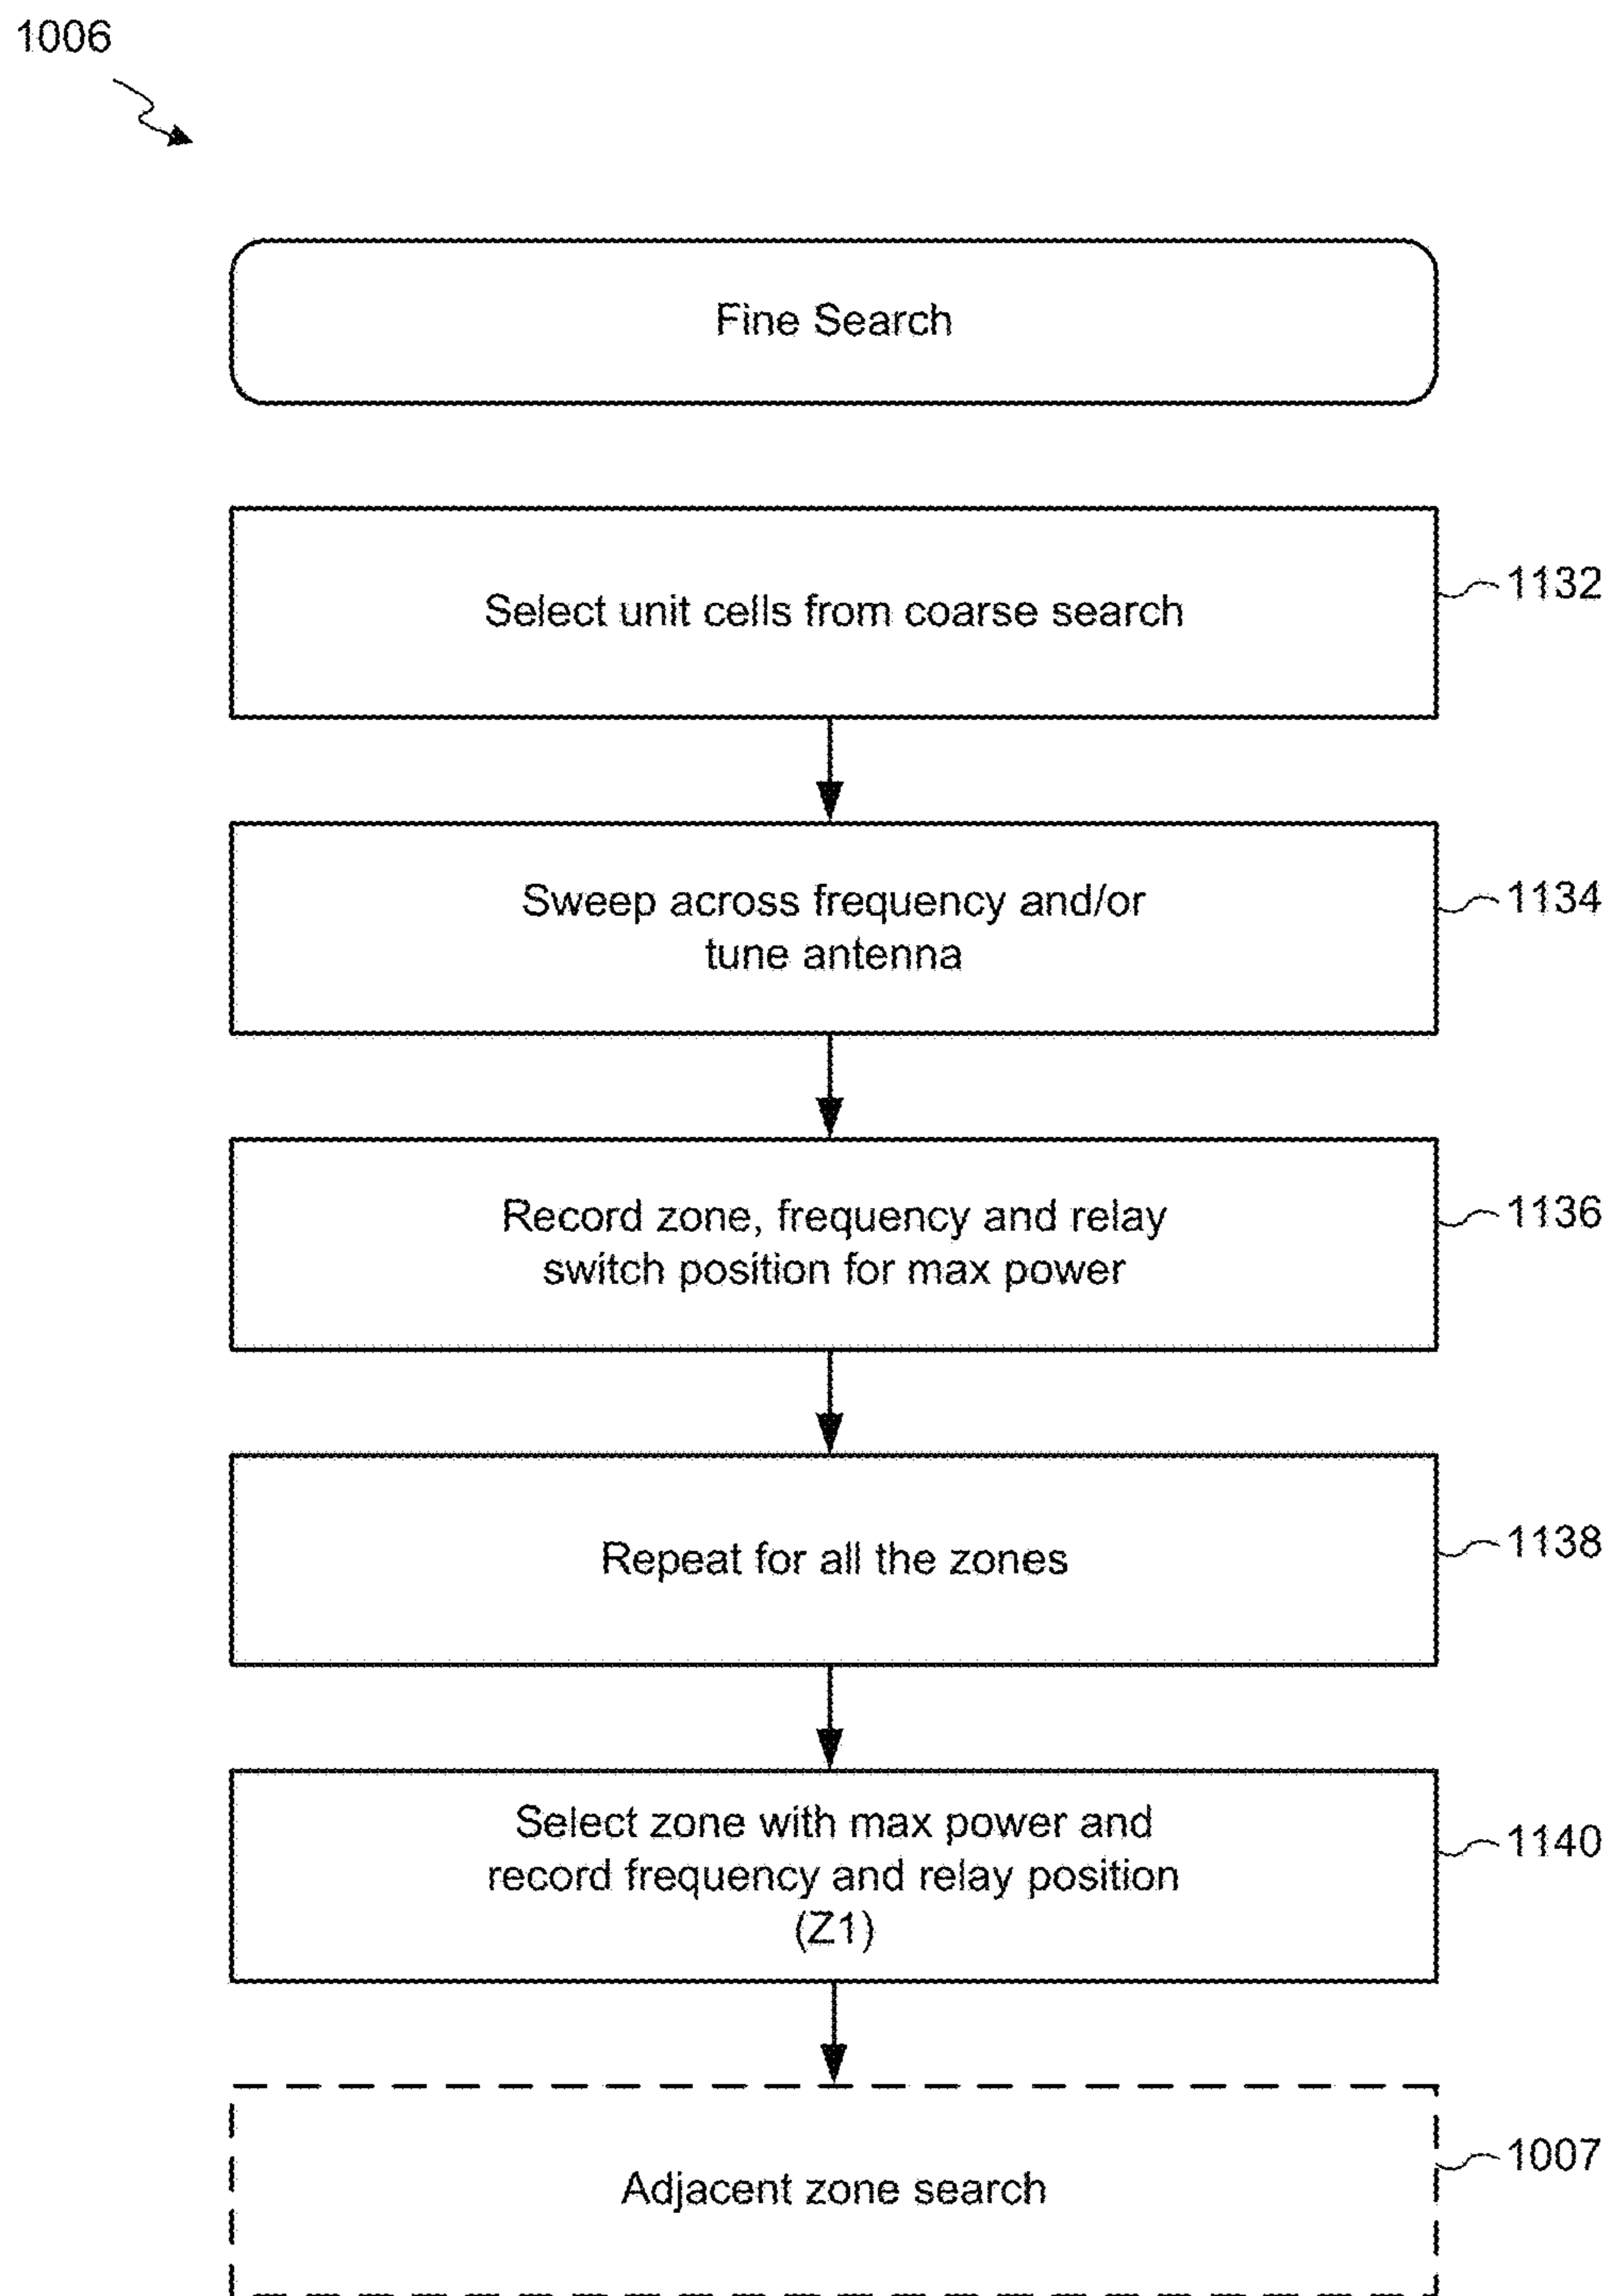 1006
Fine Search
Select unit cells from coarse search
1132
Sweep across frequency and/or
tune antenna
1134
Record zone, frequency and relay
switch position for max power
1136
Repeat for all the zones
1138
Select zone with max power and
record frequency and relay position
(Z1)
1140
Adjacent zone search
1007